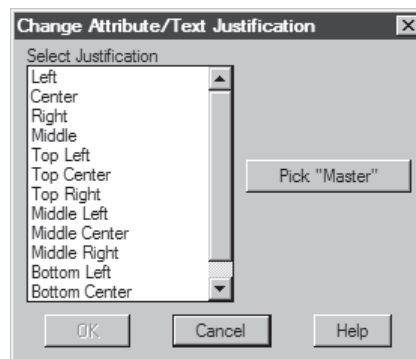 Change Attribute/Text Justification
Select Justification
Left
Center
Right
Middle
Top Left
Top Center
Top Right
Middle Left
Middle Center
Middle Right
Bottom Left
Bottom Center
Pick "Master"
OK
Cancel
Help